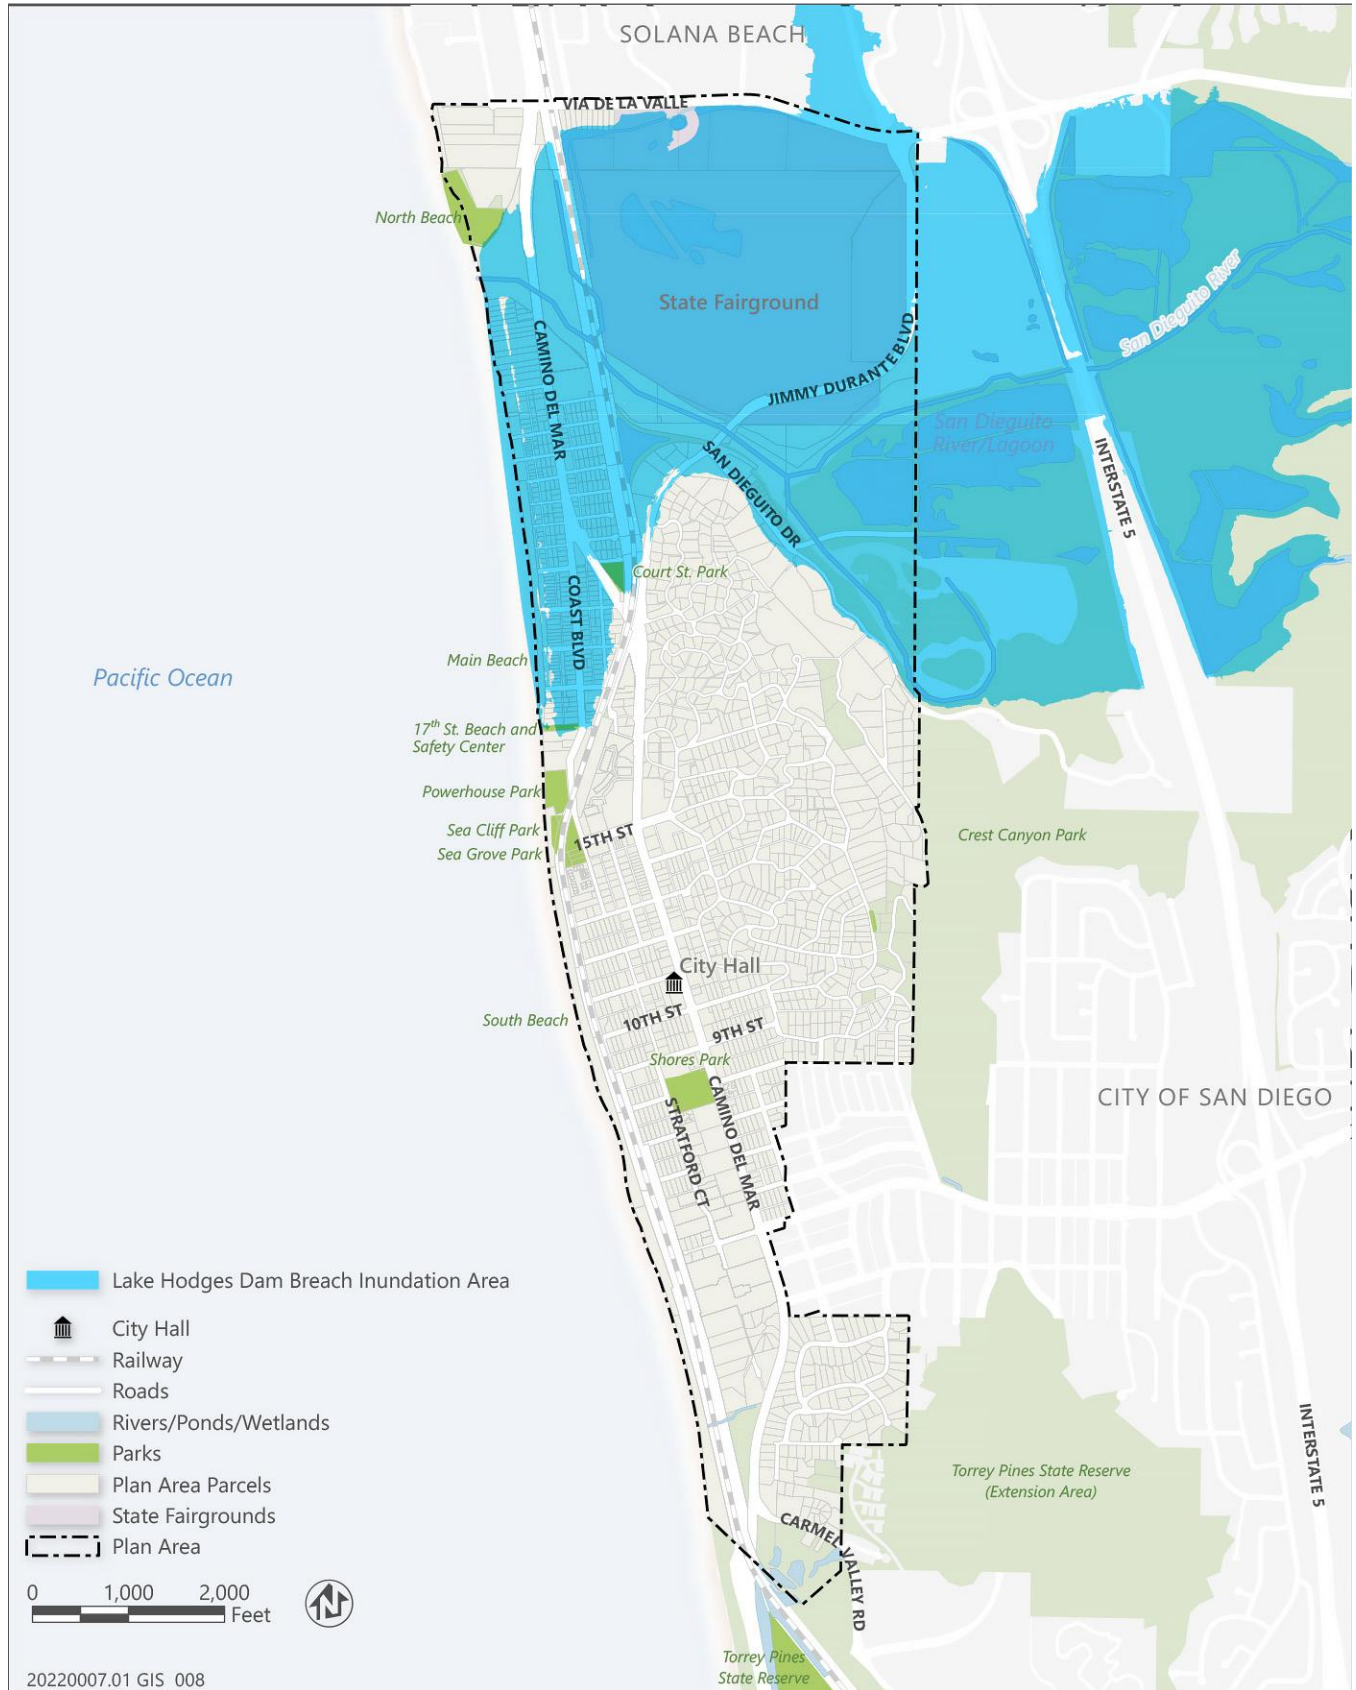 SOLANA BEACH
VIA DE LA VALLE
North Beach
State Fairground
San Dieguito River
CAMINO DEL MAR
JIMMY DURANTE BLVD
San Dieguito
River/Lagoon
SAN DIEGUITO DR
INTERSTATE 5
Court St. Park
COAST BLVD
Main Beach
Pacific Ocean
17th St. Beach and
Safety Center
Powerhouse Park
Sea Cliff Park
15TH ST
Sea Grove Park
Crest Canyon Park
City Hall
South Beach
10TH ST
9TH ST
Shores Park
CITY OF SAN DIEGO
STRATFORD CT
CAMINO DEL MAR
Lake Hodges Dam Breach Inundation Area
City Hall
Railway
Roads
Rivers/Ponds/Wetlands
Parks
Plan Area Parcels
State Fairgrounds
Plan Area
INTERSTATE 5
Torrey Pines State Reserve
(Extension Area)
CARMEL VALLEY RD
0 1,000 2,000
Feet
N
Torrey Pines
State Reserve
20220007.01 GIS 008